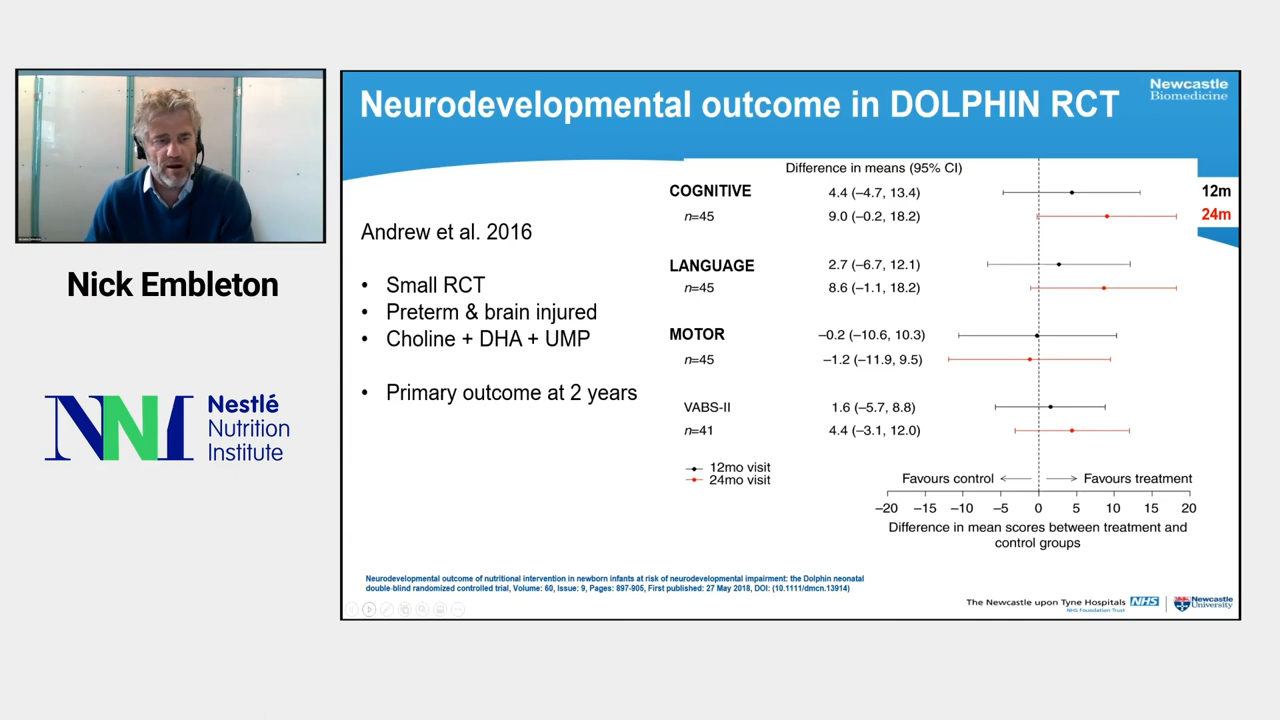 Neurodevelopmental outcome in DOLPHIN RCT
Newcastle
Biomedicine
Nick Embleton
Nestlé
Nutrition
Institute
Andrew et al. 2016
• Small RCT
• Preterm & brain injured
• Choline + DHA + UMP
• Primary outcome at 2 years
Difference in means (95% CI)
COGNITIVE 4.4 (−4.7, 13.4) 12m
n=45 9.0 (−0.2, 18.2) 24m
LANGUAGE 2.7 (−6.7, 12.1)
n=45 8.6 (−1.1, 18.2)
MOTOR −0.2 (−10.6, 10.3)
n=45 −1.2 (−11.9, 9.5)
VABS-II 1.6 (−5.7, 8.8)
n=41 4.4 (−3.1, 12.0)
12mo visit
24mo visit
Favours control Favours treatment
−20 −15 −10 −5 0 5 10 15 20
Difference in mean scores between treatment and
control groups
Neurodevelopmental outcome of nutritional intervention in newborn infants at risk of neurodevelopmental impairment: the Dolphin neonatal
double-blind randomized controlled trial, Volume: 60, Issue: 9, Pages: 897-905, First published: 27 May 2018, DOI: (10.1111/dmcn.13914)
The Newcastle upon Tyne Hospitals NHS
NHS Foundation Trust
Newcastle
University